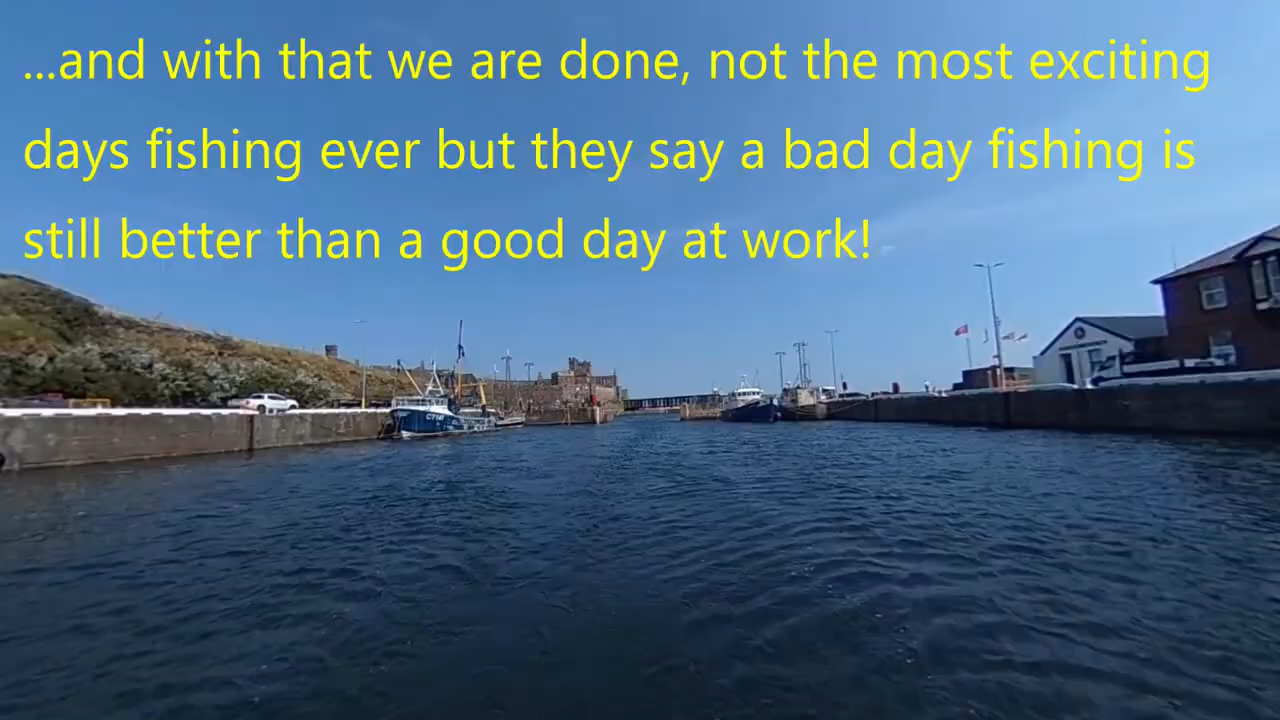 ...and with that we are done, not the most exciting
days fishing ever but they say a bad day fishing is
still better than a good day at work!